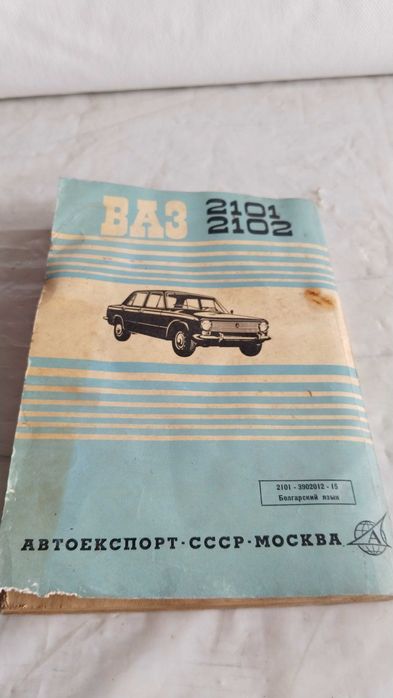 ВАЗ 2101
2102
2101 - 3902012 - 15
Болгарский язык
АВТОЕКСПОРТ · СССР · МОСКВА